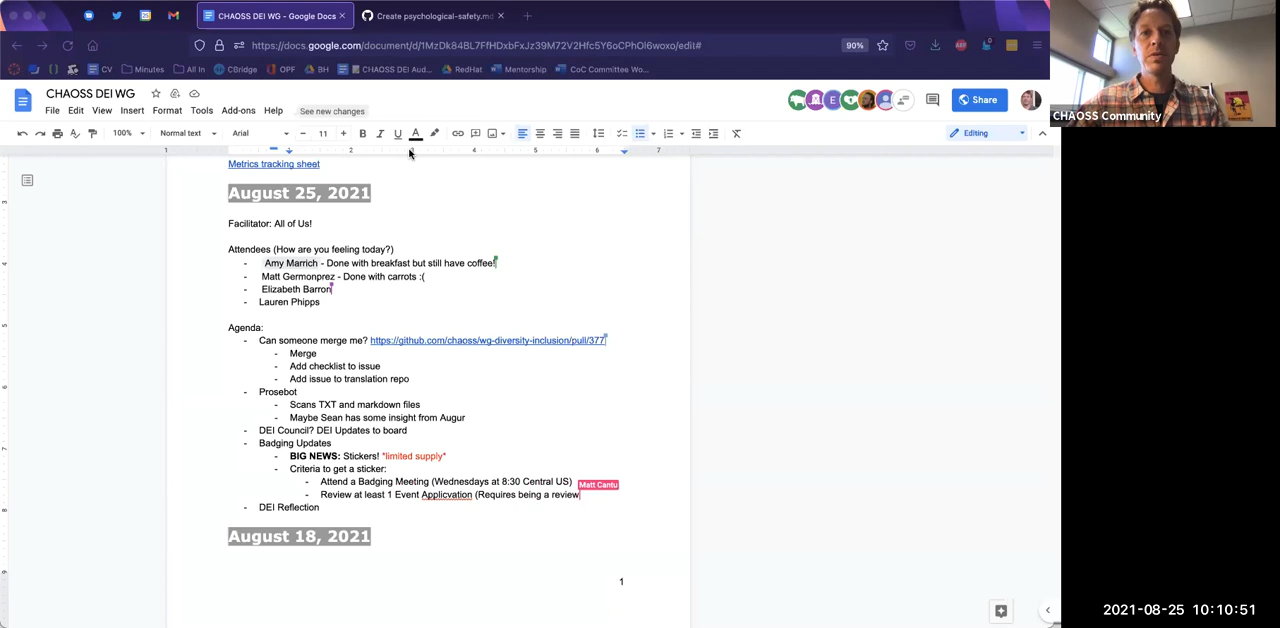 CHAOSS DEI WG - Google Docs
Create psychological-safety.md
https://docs.google.com/document/d/1MzDk84BL7FfHDxbFxJz39M72V2Hfc5Y6oCPhOl6woxo/edit#
90%
CV Minutes All In CBridge OPF BH CHAOSS DEI Aud... RedHat Mentorship CoC Committee Wo...
CHAOSS DEI WG
File Edit View Insert Format Tools Add-ons Help See new changes
Share
100% Normal text Arial 11 Editing
1 2 3 4 5 6 7
Metrics tracking sheet
August 25, 2021
Facilitator: All of Us!
Attendees (How are you feeling today?)
- Amy Marrich - Done with breakfast but still have coffee!
- Matt Germonprez - Done with carrots :(
- Elizabeth Barron
- Lauren Phipps
Agenda:
- Can someone merge me? https://github.com/chaoss/wg-diversity-inclusion/pull/377
- Merge
- Add checklist to issue
- Add issue to translation repo
- Prosebot
- Scans TXT and markdown files
- Maybe Sean has some insight from Augur
- DEI Council? DEI Updates to board
- Badging Updates
- BIG NEWS: Stickers! *limited supply*
- Criteria to get a sticker:
- Attend a Badging Meeting (Wednesdays at 8:30 Central US)
Matt Cantu
- Review at least 1 Event Applicvation (Requires being a review
- DEI Reflection
August 18, 2021
1
CHAOSS Community
2021-08-25 10:10:51